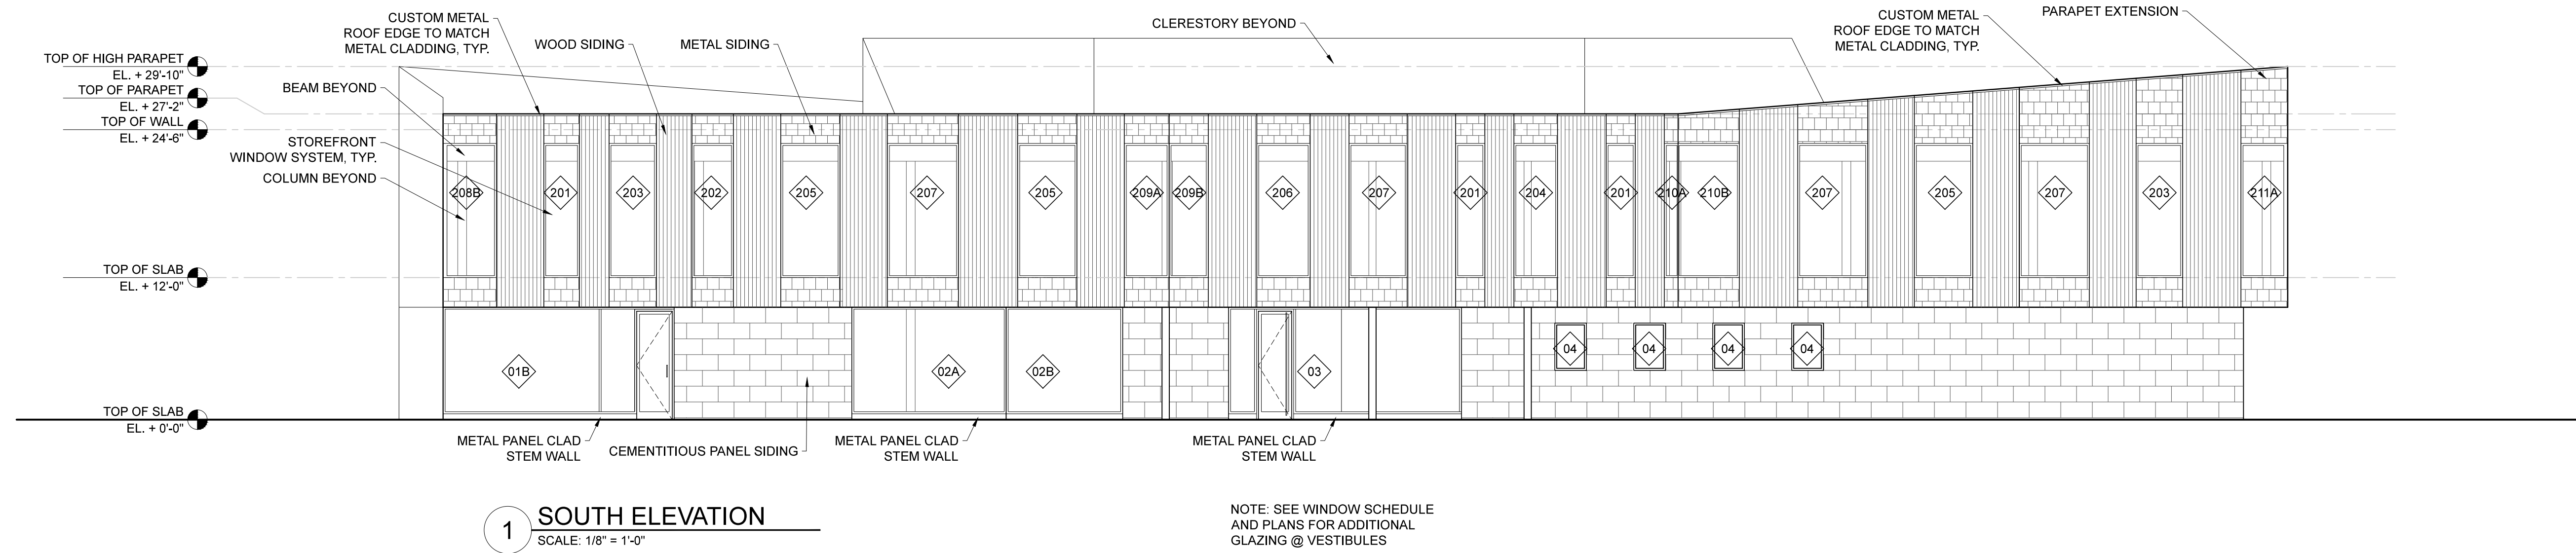 CUSTOM METAL
ROOF EDGE TO MATCH
METAL CLADDING, TYP.
WOOD SIDING
METAL SIDING
CLERESTORY BEYOND
CUSTOM METAL
ROOF EDGE TO MATCH
METAL CLADDING, TYP.
PARAPET EXTENSION
TOP OF HIGH PARAPET
EL. + 29'-10"
TOP OF PARAPET
EL. + 27'-2"
TOP OF WALL
EL. + 24'-6"
BEAM BEYOND
STOREFRONT
WINDOW SYSTEM, TYP.
COLUMN BEYOND
208B
201
203
202
205
207
205
209A
209B
206
207
201
204
201
210A
210B
207
205
207
203
211A
TOP OF SLAB
EL. + 12'-0"
01B
02A
02B
03
04
04
04
04
TOP OF SLAB
EL. + 0'-0"
METAL PANEL CLAD
STEM WALL
CEMENTITIOUS PANEL SIDING
METAL PANEL CLAD
STEM WALL
METAL PANEL CLAD
STEM WALL
1
SOUTH ELEVATION
SCALE: 1/8" = 1'-0"
NOTE: SEE WINDOW SCHEDULE
AND PLANS FOR ADDITIONAL
GLAZING @ VESTIBULES